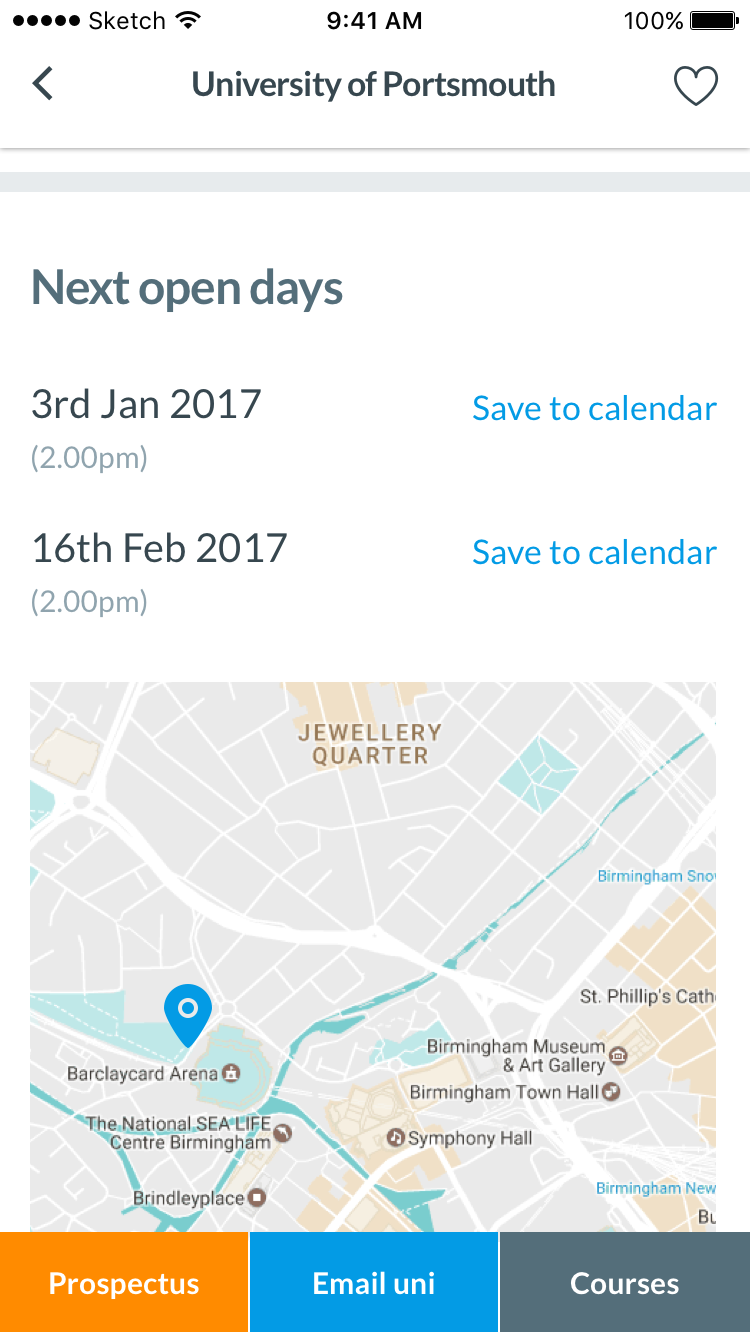 Sketch 9:41 AM 100%
University of Portsmouth
Next open days
3rd Jan 2017 Save to calendar
(2.00pm)
16th Feb 2017 Save to calendar
(2.00pm)
JEWELLERY
QUARTER
Birmingham Sno
St. Phillip's Cath
Birmingham Museum
& Art Gallery
Barclaycard Arena
Birmingham Town Hall
The National SEA LIFE
Centre Birmingham
Symphony Hall
Birmingham New
Brindleyplace
Bu
Prospectus Email uni Courses